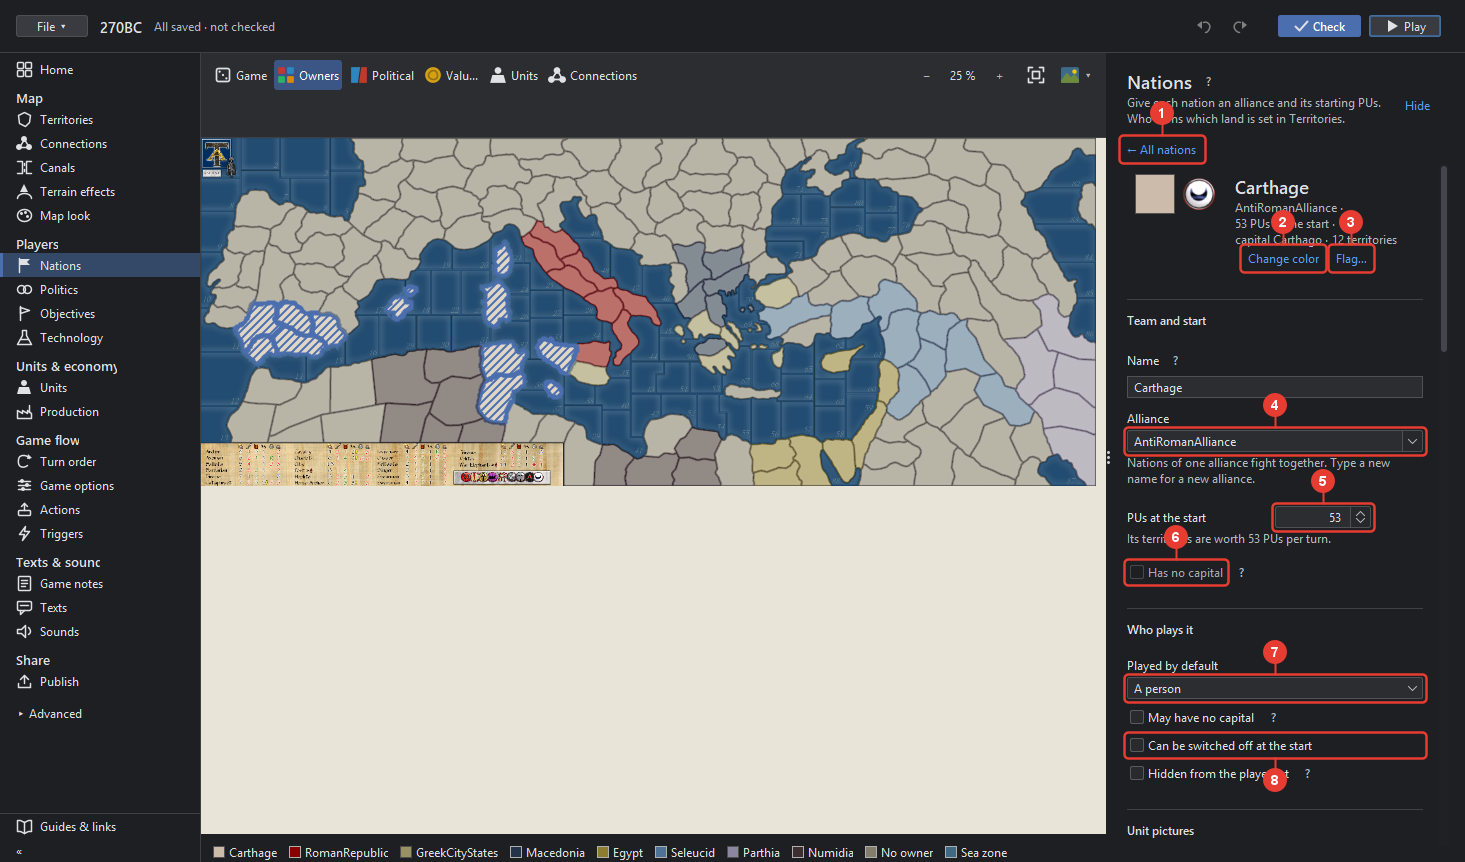 File ▾
270BC
All saved · not checked
Check
Play
Home
Map
Territories
Connections
Canals
Terrain effects
Map look
Players
Nations
Politics
Objectives
Technology
Units & economy
Units
Production
Game flow
Turn order
Game options
Actions
Triggers
Texts & sound
Game notes
Texts
Sounds
Share
Publish
▸ Advanced
Guides & links
«
Game
Owners
Political
Valu...
Units
Connections
− 25 % +
Carthage
RomanRepublic
GreekCityStates
Macedonia
Egypt
Seleucid
Parthia
Numidia
No owner
Sea zone
Nations ?
Give each nation an alliance and its starting PUs.
Who owns which land is set in Territories.
Hide
1
← All nations
Carthage
AntiRomanAlliance ·
53 PUs the start ·
capital Carthago · 12 territories
2
3
Change color
Flag...
Team and start
Name ?
Carthage
4
Alliance
AntiRomanAlliance
Nations of one alliance fight together. Type a new
name for a new alliance.
5
PUs at the start
53
Its are worth 53 PUs per turn.
6
Has no capital ?
Who plays it
7
Played by default
A person
May have no capital ?
Can be switched off at the start
Hidden from the ?
8
Unit pictures